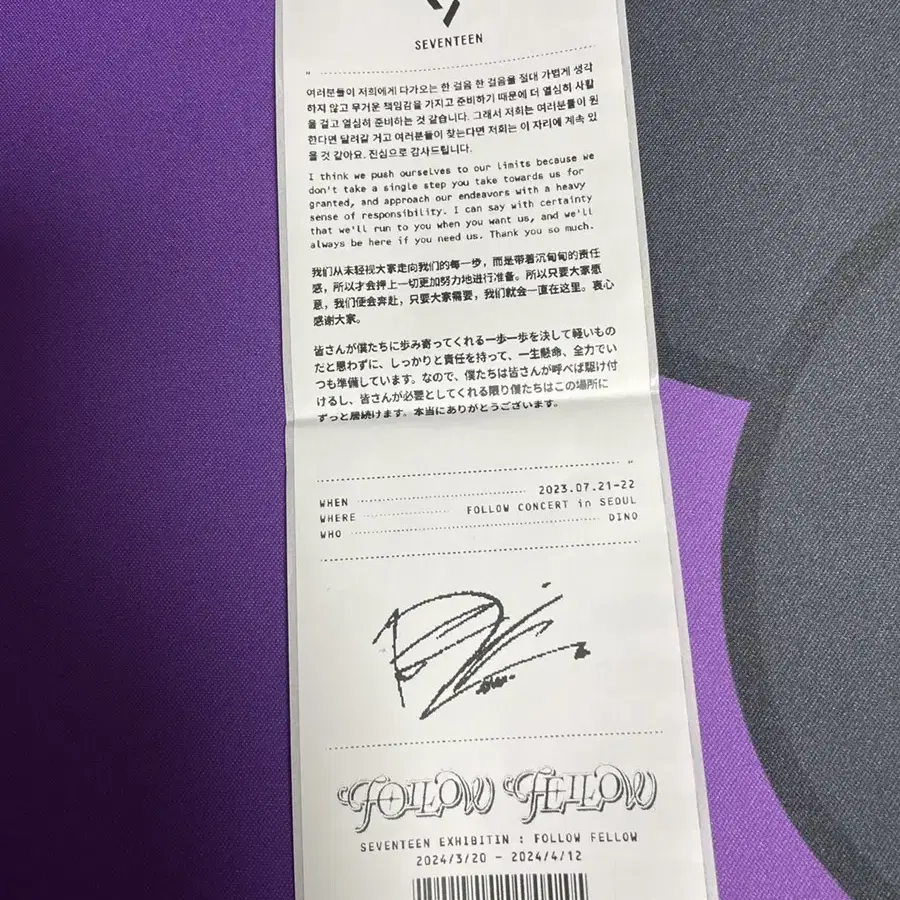 SEVENTEEN
"
여러분들이 저희에게 다가오는 한 걸음 한 걸음을 절대 가볍게 생각
하지 않고 무거운 책임감을 가지고 준비하기 때문에 더 열심히 사활
을 걸고 열심히 준비하는 것 같습니다. 그래서 저희는 여러분들이 원
한다면 달려갈 거고 여러분들이 찾는다면 저희는 이 자리에 계속 있
을 것 같아요. 진심으로 감사드립니다.
I think we push ourselves to our limits because we
don't take a single step you take towards us for
granted, and approach our endeavors with a heavy
sense of responsibility. I can say with certainty
that we'll run to you when you want us, and we'll
always be here if you need us. Thank you so much.
我们从未轻视大家走向我们的每一步，而是带着沉甸甸的责任
感，所以才会押上一切更加努力地进行准备。所以只要大家愿
意，我们便会奔赴，只要大家需要，我们就会一直在这里。衷心
感谢大家。
皆さんが僕たちに歩み寄ってくれる一歩一歩を決して軽いもの
だと思わずに、しっかりと責任を持って、一生懸命、全力でい
つも準備しています。なので、僕たちは皆さんが呼べば駆け付
けるし、皆さんが必要としてくれる限り僕たちはこの場所に
ずっと居続けます。本当にありがとうございます。
"
WHEN 2023.07.21-22
WHERE FOLLOW CONCERT in SEOUL
WHO DINO
FOLLOW FELLOW
SEVENTEEN EXHIBITIN : FOLLOW FELLOW
2024/3/20 - 2024/4/12